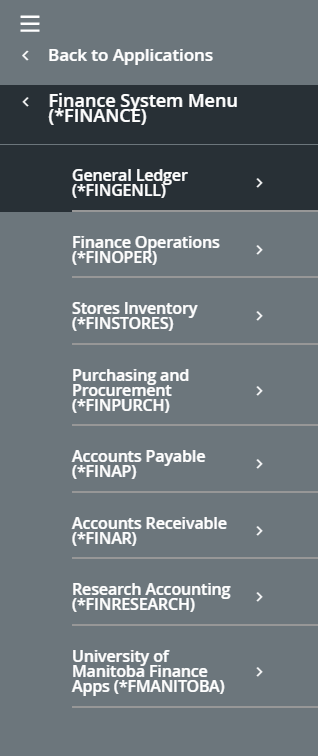 Back to Applications
Finance System Menu
(*FINANCE)
General Ledger
(*FINGENLL)
Finance Operations
(*FINOPER)
Stores Inventory
(*FINSTORES)
Purchasing and
Procurement
(*FINPURCH)
Accounts Payable
(*FINAP)
Accounts Receivable
(*FINAR)
Research Accounting
(*FINRESEARCH)
University of
Manitoba Finance
Apps (*FMANITOBA)